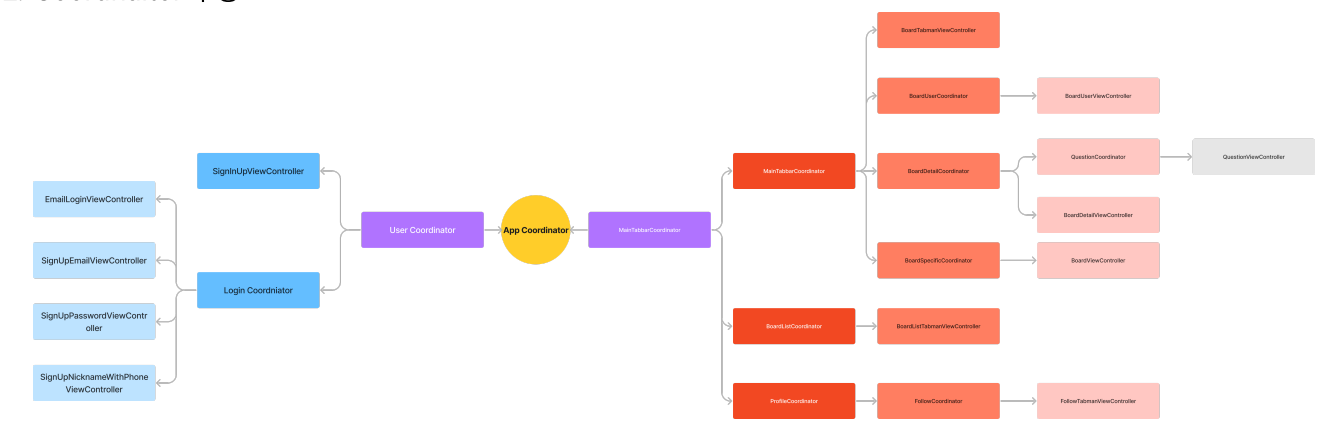 BoardTabmanViewController
BoardUserCoordinator
BoardUserViewController
SignInUpViewController
MainTabbarCoordinator
BoardDetailCoordinator
QuestionCoordinator
QuestionViewController
EmailLoginViewController
BoardDetailViewController
User Coordinator
App Coordinator
MainTabbarCoordinator
SignUpEmailViewController
BoardSpecificCoordinator
BoardViewController
Login Coordniator
SignUpPasswordViewContr
oller
BoardListCoordinator
BoardListTabmanViewController
SignUpNicknameWithPhone
ViewController
ProfileCoordinator
FollowCoordinator
FollowTabmanViewController